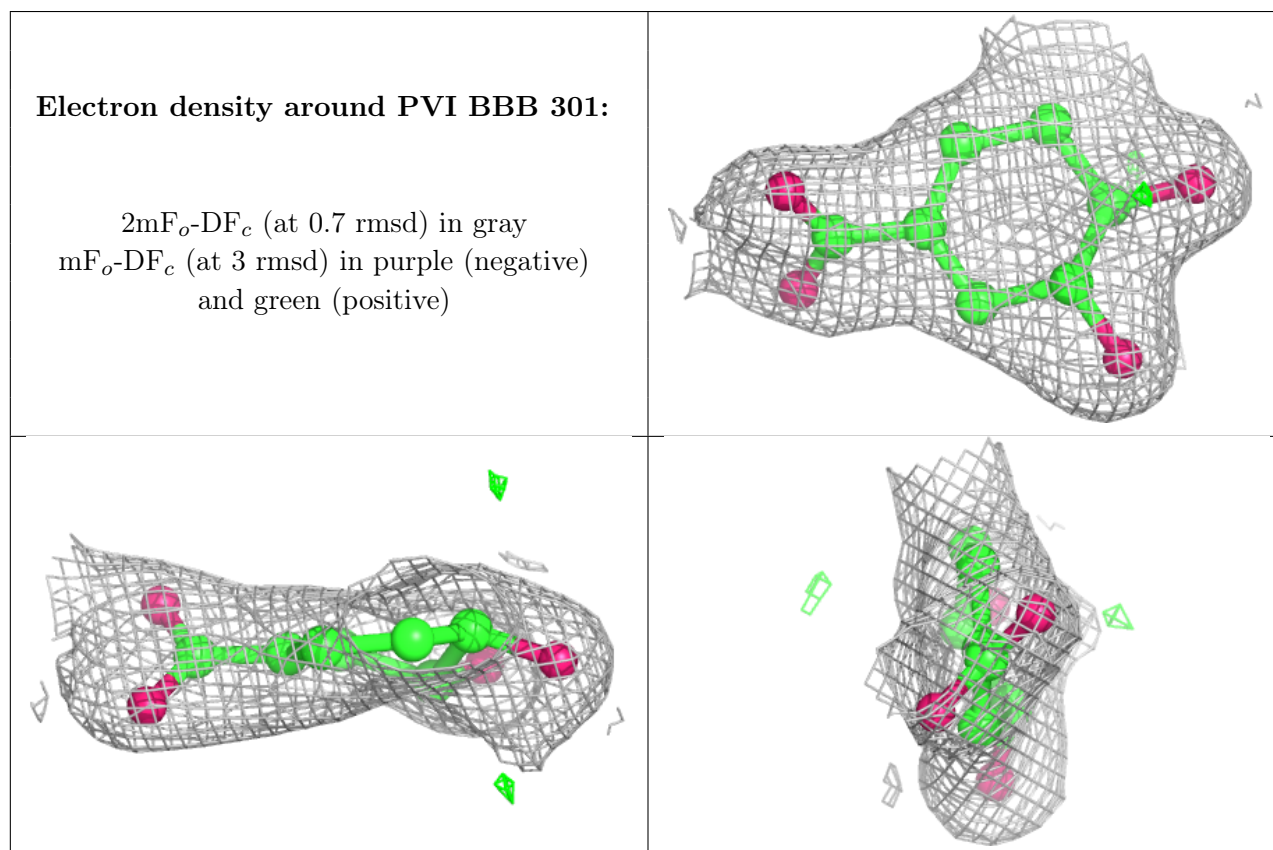 Electron density around PVI BBB 301:
2mFo-DFc (at 0.7 rmsd) in gray
mFo-DFc (at 3 rmsd) in purple (negative)
and green (positive)